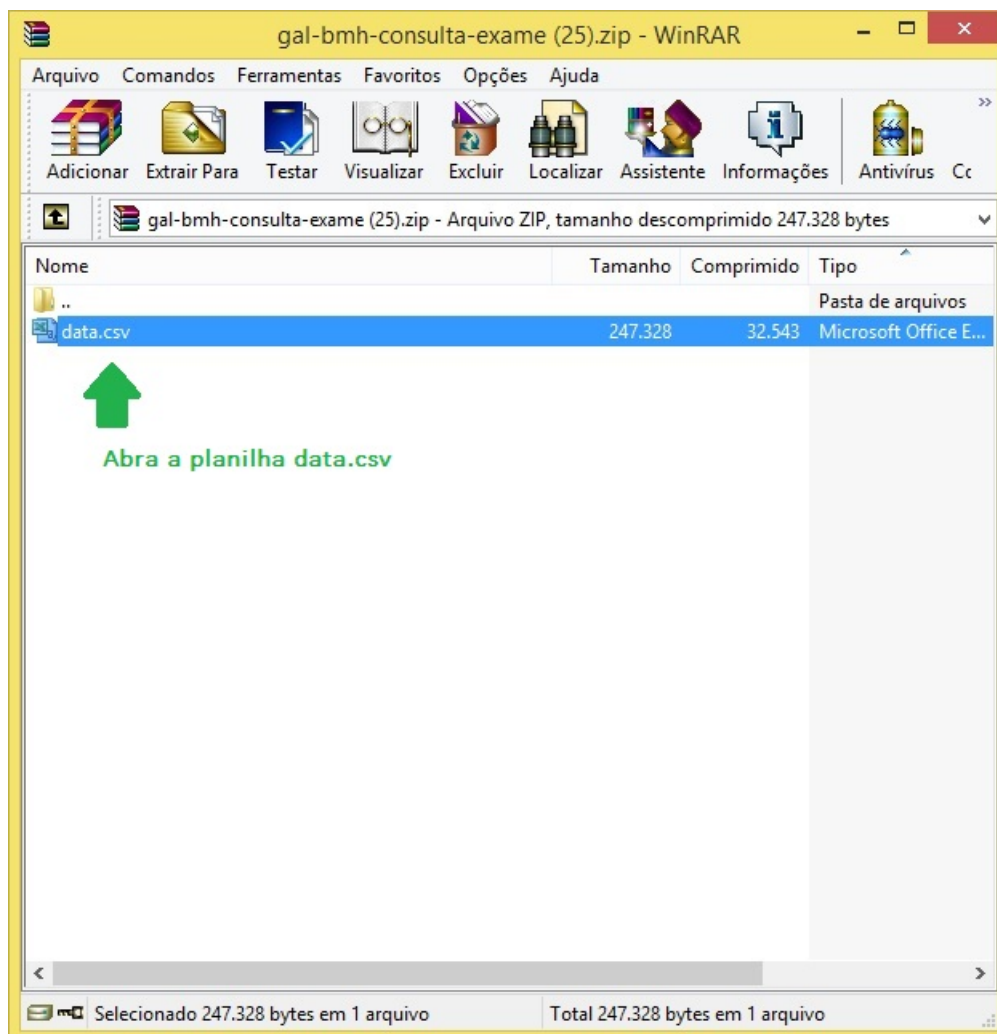 gal-bmh-consulta-exame (25).zip - WinRAR
Arquivo Comandos Ferramentas Favoritos Opções Ajuda
Adicionar Extrair Para Testar Visualizar Excluir Localizar Assistente Informações Antivírus
gal-bmh-consulta-exame (25).zip - Arquivo ZIP, tamanho descomprimido 247.328 bytes
Nome Tamanho Comprimido Tipo
.. Pasta de arquivos
data.csv 247.328 32.543 Microsoft Office E...
Abra a planilha data.csv
Selecionado 247.328 bytes em 1 arquivo Total 247.328 bytes em 1 arquivo